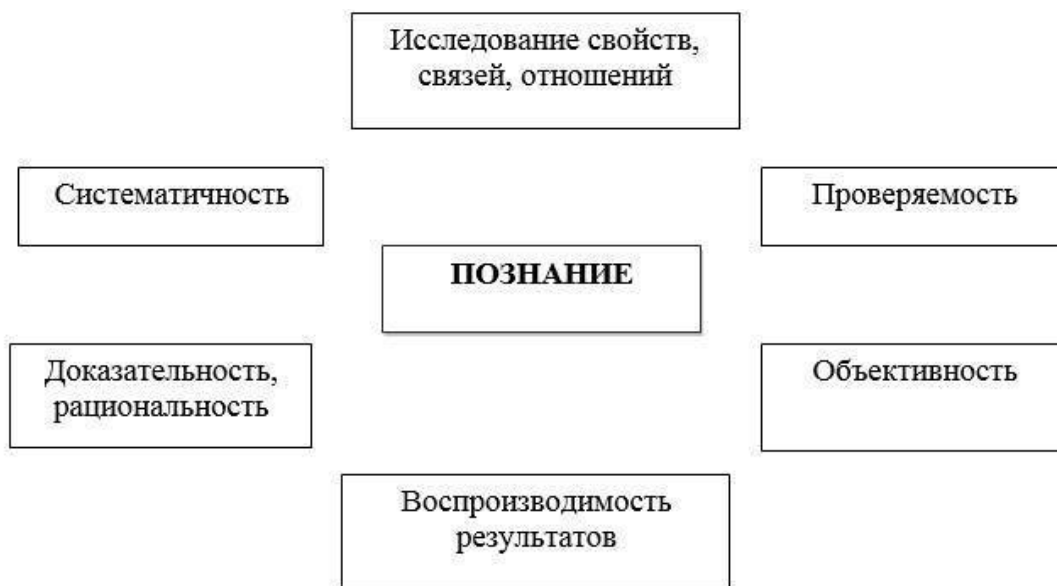 Исследование свойств,
связей, отношений
Систематичность
Проверяемость
ПОЗНАНИЕ
Доказательность,
рациональность
Объективность
Воспроизводимость
результатов